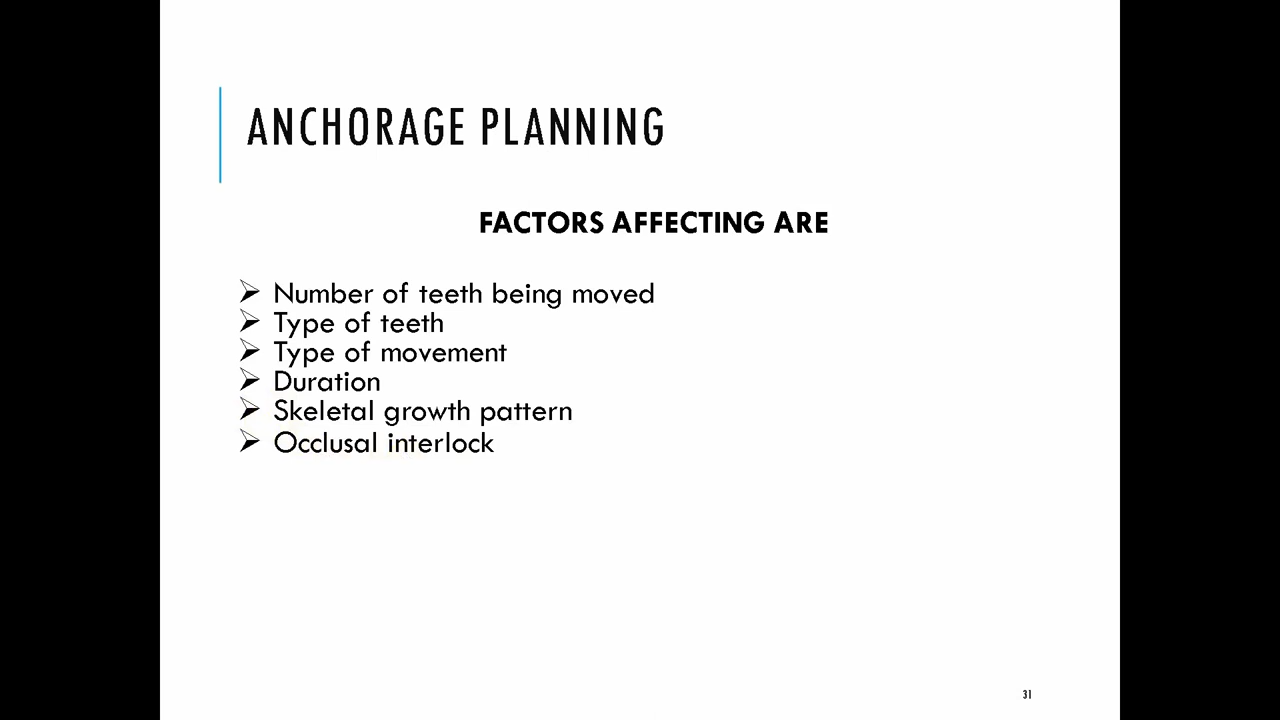 ANCHORAGE PLANNING
FACTORS AFFECTING ARE
➢ Number of teeth being moved
➢ Type of teeth
➢ Type of movement
➢ Duration
➢ Skeletal growth pattern
➢ Occlusal interlock
31